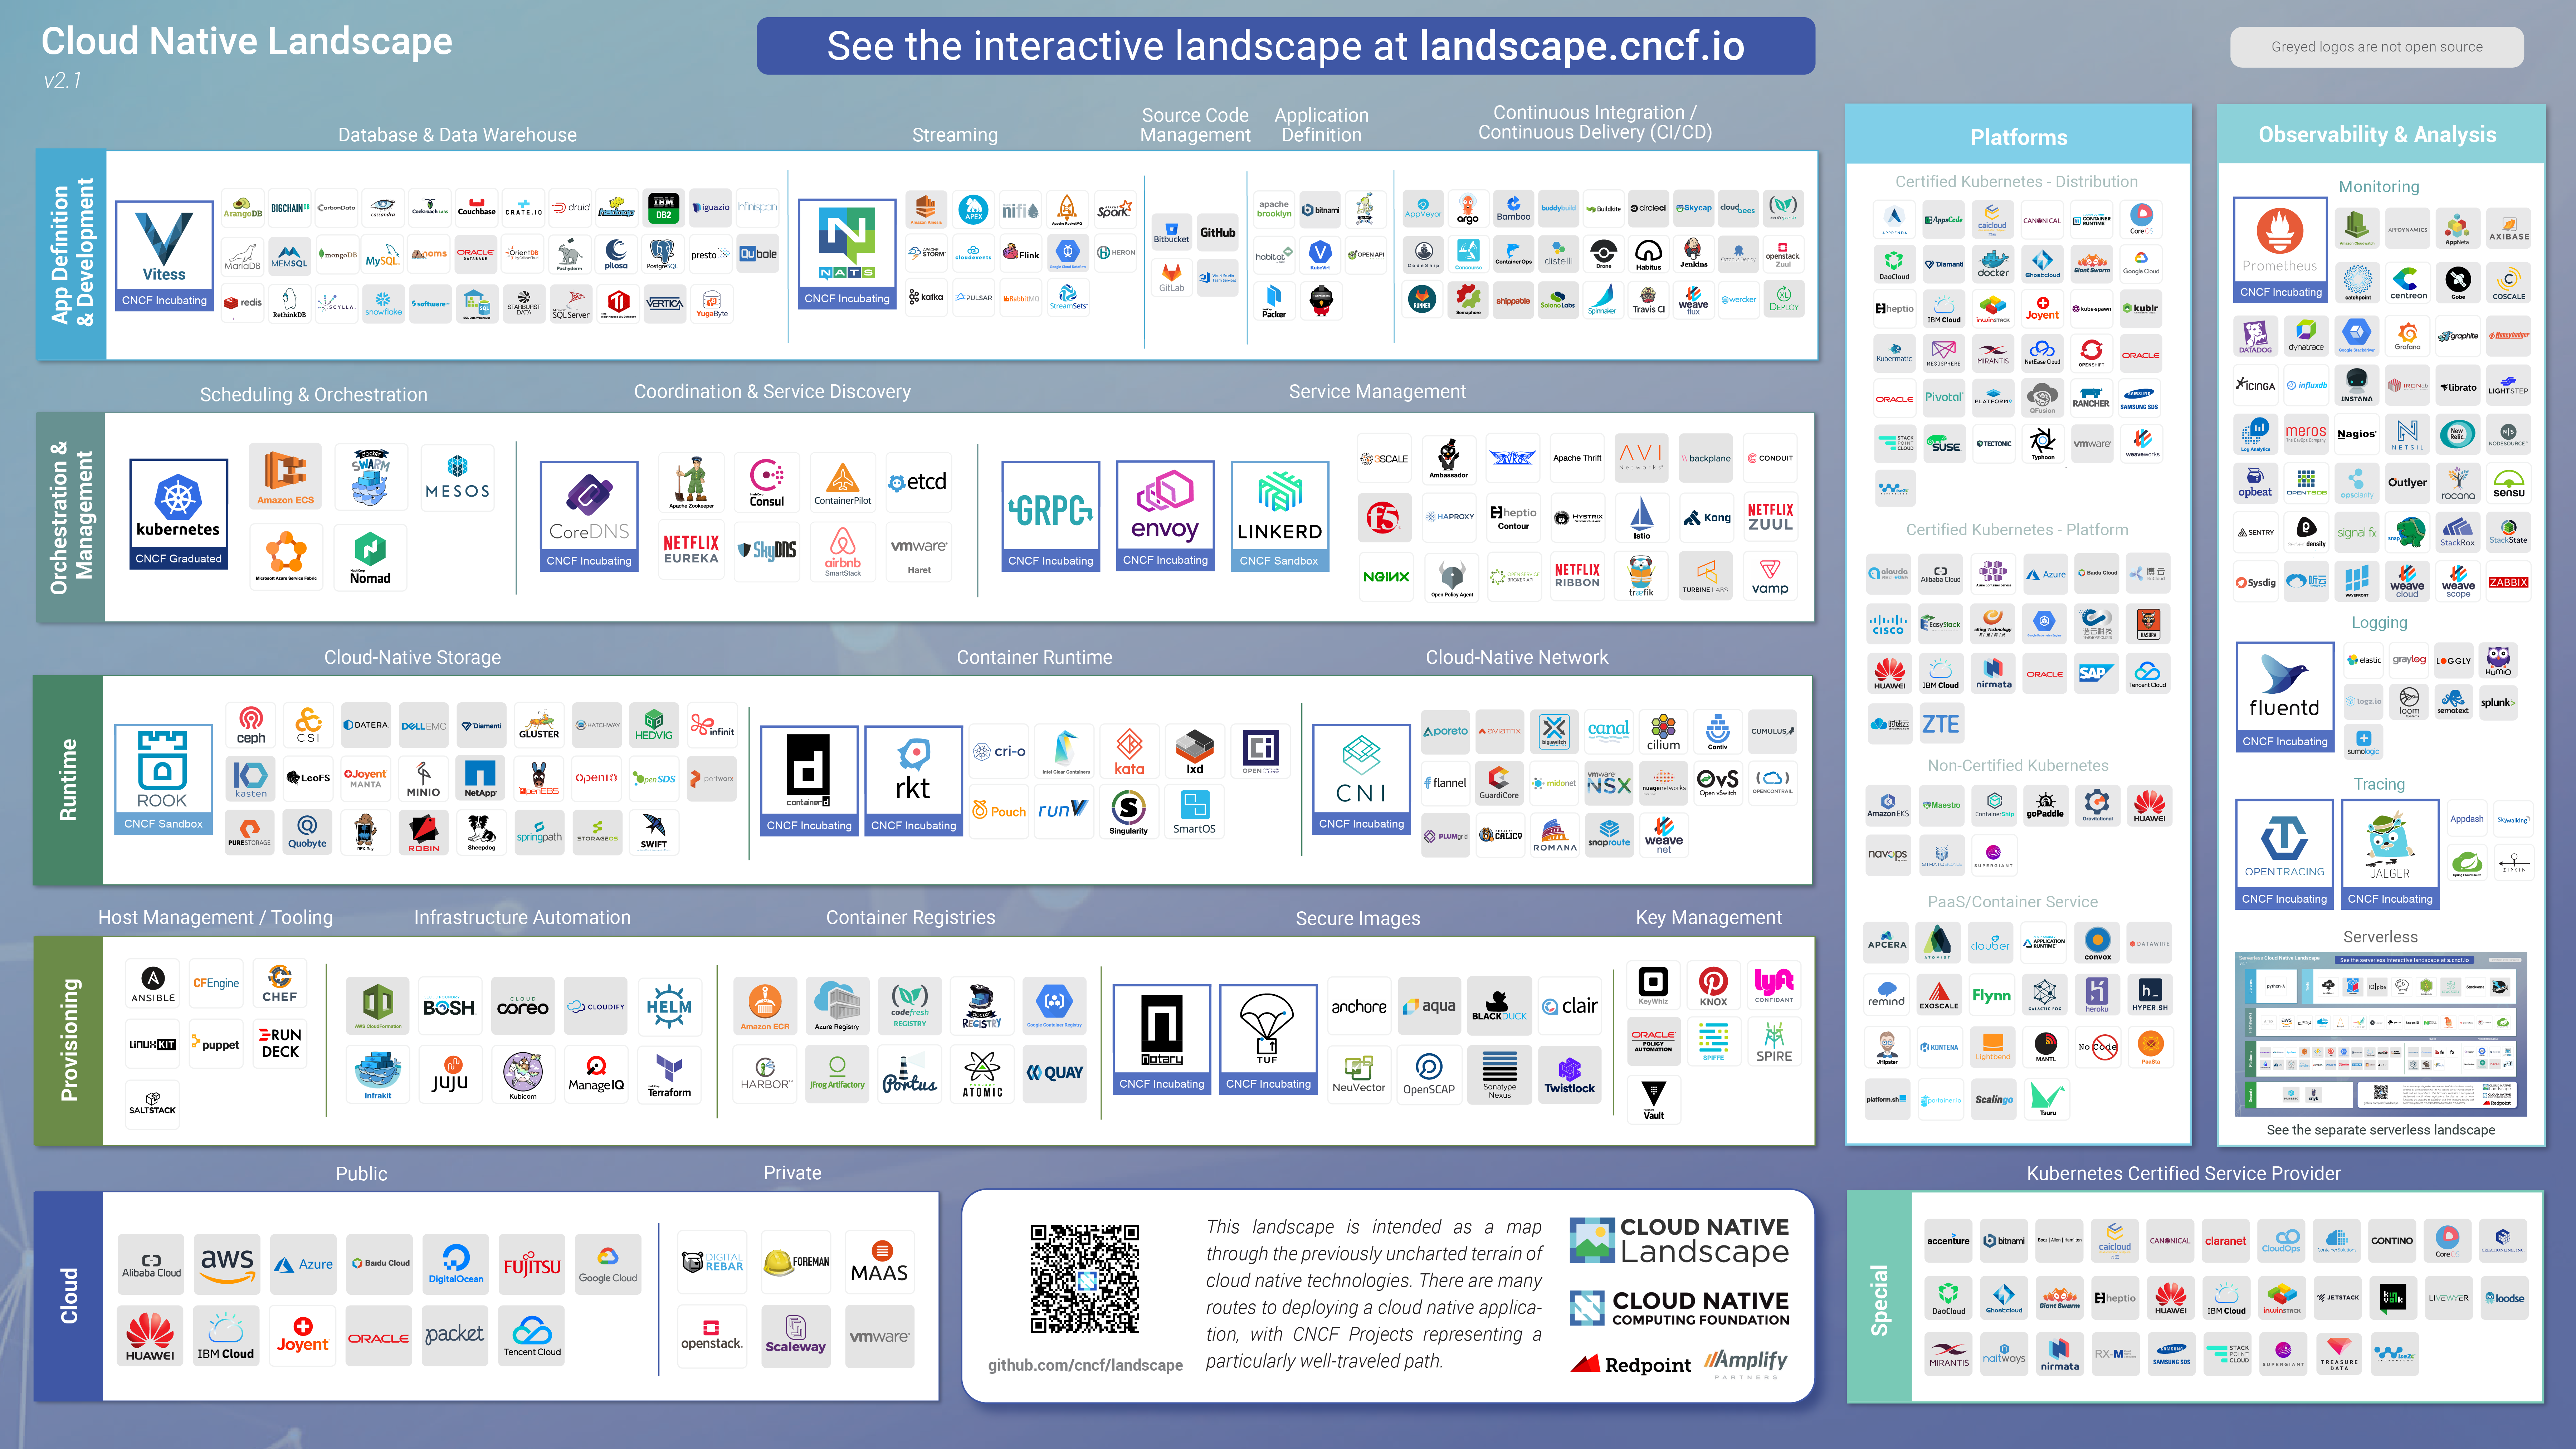 Cloud Native Landscape
v2.1
See the interactive landscape at landscape.cncf.io
Greyed logos are not open source
App Definition
& Development
Database & Data Warehouse
Vitess
CNCF Incubating
ArangoDB BIGCHAINDB CarbonData cassandra Cockroach LABS Couchbase CRATE.IO druid IBM DB2 iguazio Infinispan
MariaDB MEMSQL mongoDB MySQL noms ORACLE DATABASE OrientDB Pachyderm pilosa PostgreSQL presto Qubole
redis RethinkDB SCYLLA snowflake software STARBURST DATA SQL Server VERTICA YugaByte
Streaming
NATS
CNCF Incubating
Amazon Kinesis APEX nifi Apache RocketMQ Spark
APACHE STORM cloudevents Flink Google Cloud Dataflow HERON
kafka PULSAR RabbitMQ StreamSets
Source Code
Management
Bitbucket GitHub
GitLab Visual Studio Team Services
Application
Definition
apache brooklyn bitnami
habitat KubeVirt OPENAPI
Packer
Continuous Integration /
Continuous Delivery (CI/CD)
AppVeyor argo Bamboo buddybuild Buildkite circleci Skycap cloudbees codefresh
CodeShip Concourse ContainerOps distelli Drone Habitus Jenkins Octopus Deploy openstack. Zuul
RUNNER Semaphore shippable Solano Labs Spinnaker Travis CI weave flux wercker XL DEPLOY
Orchestration &
Management
Scheduling & Orchestration
kubernetes
CNCF Graduated
Amazon ECS docker SWARM MESOS
Microsoft Azure Service Fabric Nomad
Coordination & Service Discovery
CoreDNS
CNCF Incubating
Apache Zookeeper Consul ContainerPilot etcd
NETFLIX EUREKA SkyDNS airbnb SmartStack vmware Haret
Service Management
GRPC
CNCF Incubating
envoy
CNCF Incubating
LINKERD
CNCF Sandbox
3SCALE Ambassador Apache Thrift AVI Networks backplane CONDUIT
f5 HAPROXY heptio Contour HYSTRIX Istio Kong NETFLIX ZUUL
NGINX Open Policy Agent OPEN SERVICE BROKER API NETFLIX RIBBON træfik TURBINE LABS vamp
Runtime
Cloud-Native Storage
ROOK
CNCF Sandbox
ceph CSI DATERA DELL EMC Diamanti GLUSTER HATCHWAY HEDVIG infinit
kasten LeoFS Joyent MANTA MINIO NetApp OpenEBS OPENIO OpenSDS portworx
PURESTORAGE Quobyte REX-Ray ROBIN Sheepdog springpath STORAGEOS SWIFT
Container Runtime
containerd
CNCF Incubating
rkt
CNCF Incubating
cri-o Intel Clear Containers kata lxd OPEN
Pouch runV Singularity SmartOS
Cloud-Native Network
CNI
CNCF Incubating
aporeto aviatrix big switch canal cilium Contiv CUMULUS
flannel GuardiCore midonet vmware NSX nuagenetworks OvS Open vSwitch OPENCONTRAIL
PLUMgrid CALICO ROMANA snaproute weave net
Provisioning
Host Management / Tooling
ANSIBLE CFEngine CHEF
LINUXKIT puppet RUN DECK
SALTSTACK
Infrastructure Automation
AWS CloudFormation BOSH CLOUD coreo CLOUDIFY HELM
Infrakit JUJU Kubicorn ManageIQ Terraform
Container Registries
Amazon ECR Azure Registry codefresh REGISTRY docker REGISTRY Google Container Registry
HARBOR JFrog Artifactory Portus ATOMIC QUAY
Secure Images
notary
CNCF Incubating
TUF
CNCF Incubating
anchore aqua BLACKDUCK clair
NeuVector OpenSCAP Sonatype Nexus Twistlock
Key Management
KeyWhiz KNOX lyft CONFIDANT
ORACLE POLICY AUTOMATION SPIFFE SPIRE
Vault
Cloud
Public
Alibaba Cloud aws Azure Baidu Cloud DigitalOcean FUJITSU Google Cloud
HUAWEI IBM Cloud Joyent ORACLE packet Tencent Cloud
Private
DIGITAL REBAR FOREMAN MAAS
openstack. Scaleway vmware
github.com/cncf/landscape
This landscape is intended as a map
through the previously uncharted terrain of
cloud native technologies. There are many
routes to deploying a cloud native applica-
tion, with CNCF Projects representing a
particularly well-traveled path.
CLOUD NATIVE
Landscape
CLOUD NATIVE
COMPUTING FOUNDATION
Redpoint Amplify PARTNERS
Platforms
Certified Kubernetes - Distribution
APPRENDA AppsCode caicloud CANONICAL CONTAINER RUNTIME CoreOS
DaoCloud Diamanti docker Ghostcloud Giant Swarm Google Cloud
heptio IBM Cloud inwinSTACK Joyent kube-spawn kublr
Kubermatic MESOSPHERE MIRANTIS NetEase Cloud OPENSHIFT ORACLE
ORACLE Pivotal PLATFORM9 QFusion RANCHER SAMSUNG SDS
STACK POINT CLOUD SUSE TECTONIC Typhoon vmware weaveworks
Wise2c
Certified Kubernetes - Platform
alauda Alibaba Cloud Azure Container Service Azure Baidu Cloud 博云
CISCO EasyStack eKing Technology Google Kubernetes Engine 谐云科技 HASURA
HUAWEI IBM Cloud nirmata ORACLE SAP Tencent Cloud
时速云 ZTE
Non-Certified Kubernetes
Amazon EKS Maestro ContainerShip goPaddle Gravitational HUAWEI
navops STRATOSCALE SUPERGIANT
PaaS/Container Service
APCERA ATOMIST clouber APPLICATION RUNTIME convox DATAWIRE
remind EXOSCALE Flynn GALACTIC FOG heroku HYPER.SH
JHipster KONTENA Lightbend MANTL No Code PaaSta
platform.sh portainer.io Scalingo Tsuru
Observability & Analysis
Monitoring
Prometheus
CNCF Incubating
Amazon CloudWatch APPDYNAMICS AppNeta AXIBASE
catchpoint centreon Cobe COSCALE
DATADOG dynatrace Google Stackdriver Grafana graphite Honeybadger
ICINGA influxdb INSTANA IRONdb librato LIGHTSTEP
Log Analytics meros Nagios NETSIL New Relic NODESOURCE
opbeat OPENTSDB opsclarity Outlyer rocana sensu
SENTRY server density signal fx snap StackRox StackState
Sysdig 听云 WAVEFRONT weave cloud weave scope ZABBIX
Logging
fluentd
CNCF Incubating
elastic graylog LOGGLY HUMIO
logz.io loom systems sematext splunk>
sumologic
Tracing
OPENTRACING
CNCF Incubating
JAEGER
CNCF Incubating
Appdash Skywalking
Spring Cloud Sleuth ZIPKIN
Serverless
See the separate serverless landscape
Special
Kubernetes Certified Service Provider
accenture bitnami Booz | Allen | Hamilton caicloud CANONICAL claranet CloudOps ContainerSolutions CONTINO CoreOS CREATIONLINE, INC.
DaoCloud Ghostcloud Giant Swarm heptio HUAWEI IBM Cloud inwinSTACK JETSTACK kinvolk LIVEWYER loodse
MIRANTIS naitways nirmata RX-M SAMSUNG SDS STACK POINT CLOUD SUPERGIANT TREASURE DATA Wise2c